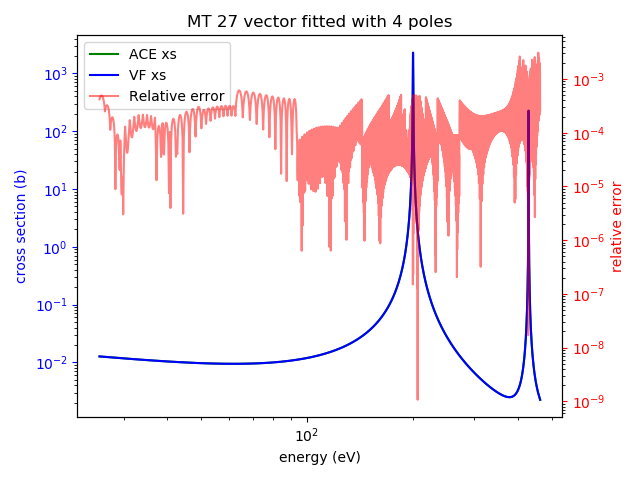 MT 27 vector fitted with 4 poles
ACE xs
VF xs
Relative error
10³
10²
10¹
10⁰
10⁻¹
10⁻²
cross section (b)
10⁻³
10⁻⁴
10⁻⁵
10⁻⁶
10⁻⁷
10⁻⁸
10⁻⁹
relative error
10²
energy (eV)